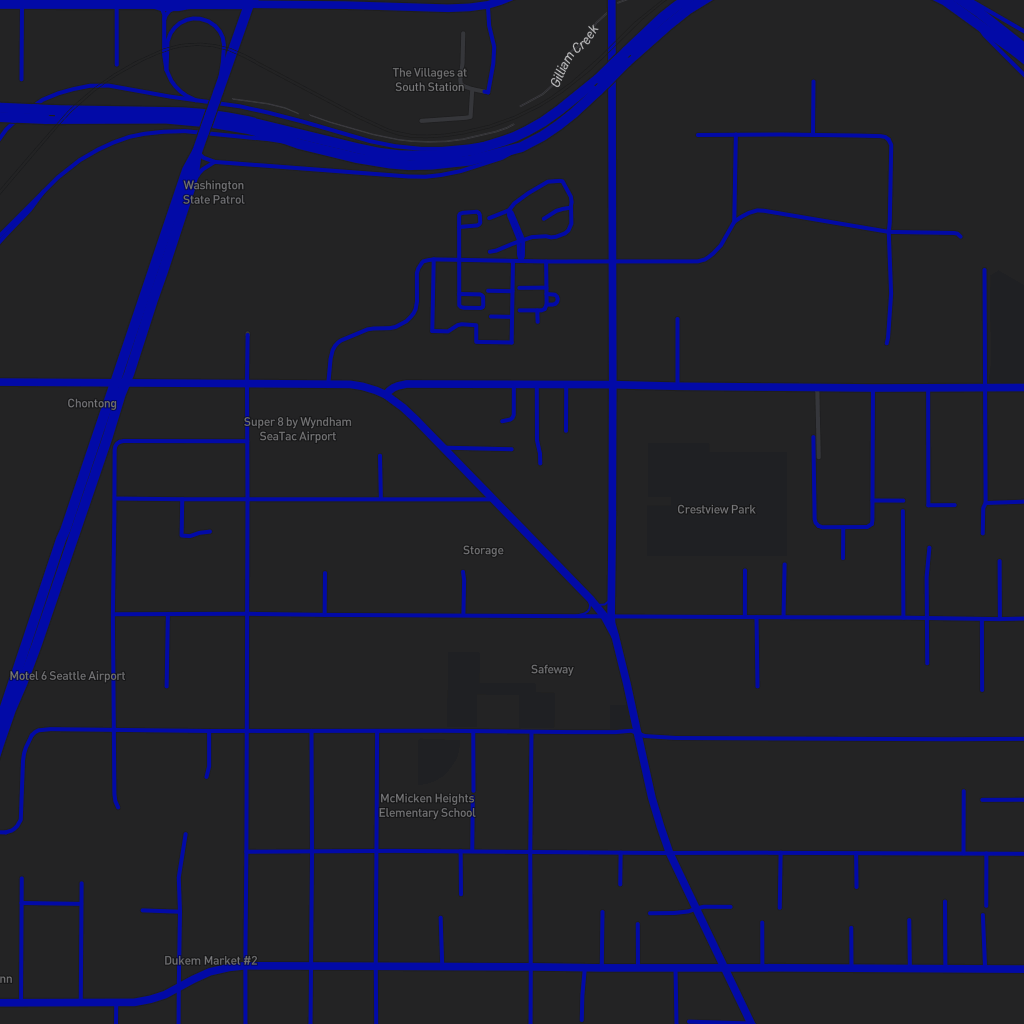 Gilliam Creek
The Villages at
South Station
Washington
State Patrol
Chontong
Super 8 by Wyndham
SeaTac Airport
Crestview Park
Storage
Safeway
Motel 6 Seattle Airport
McMicken Heights
Elementary School
Dukem Market #2
nn